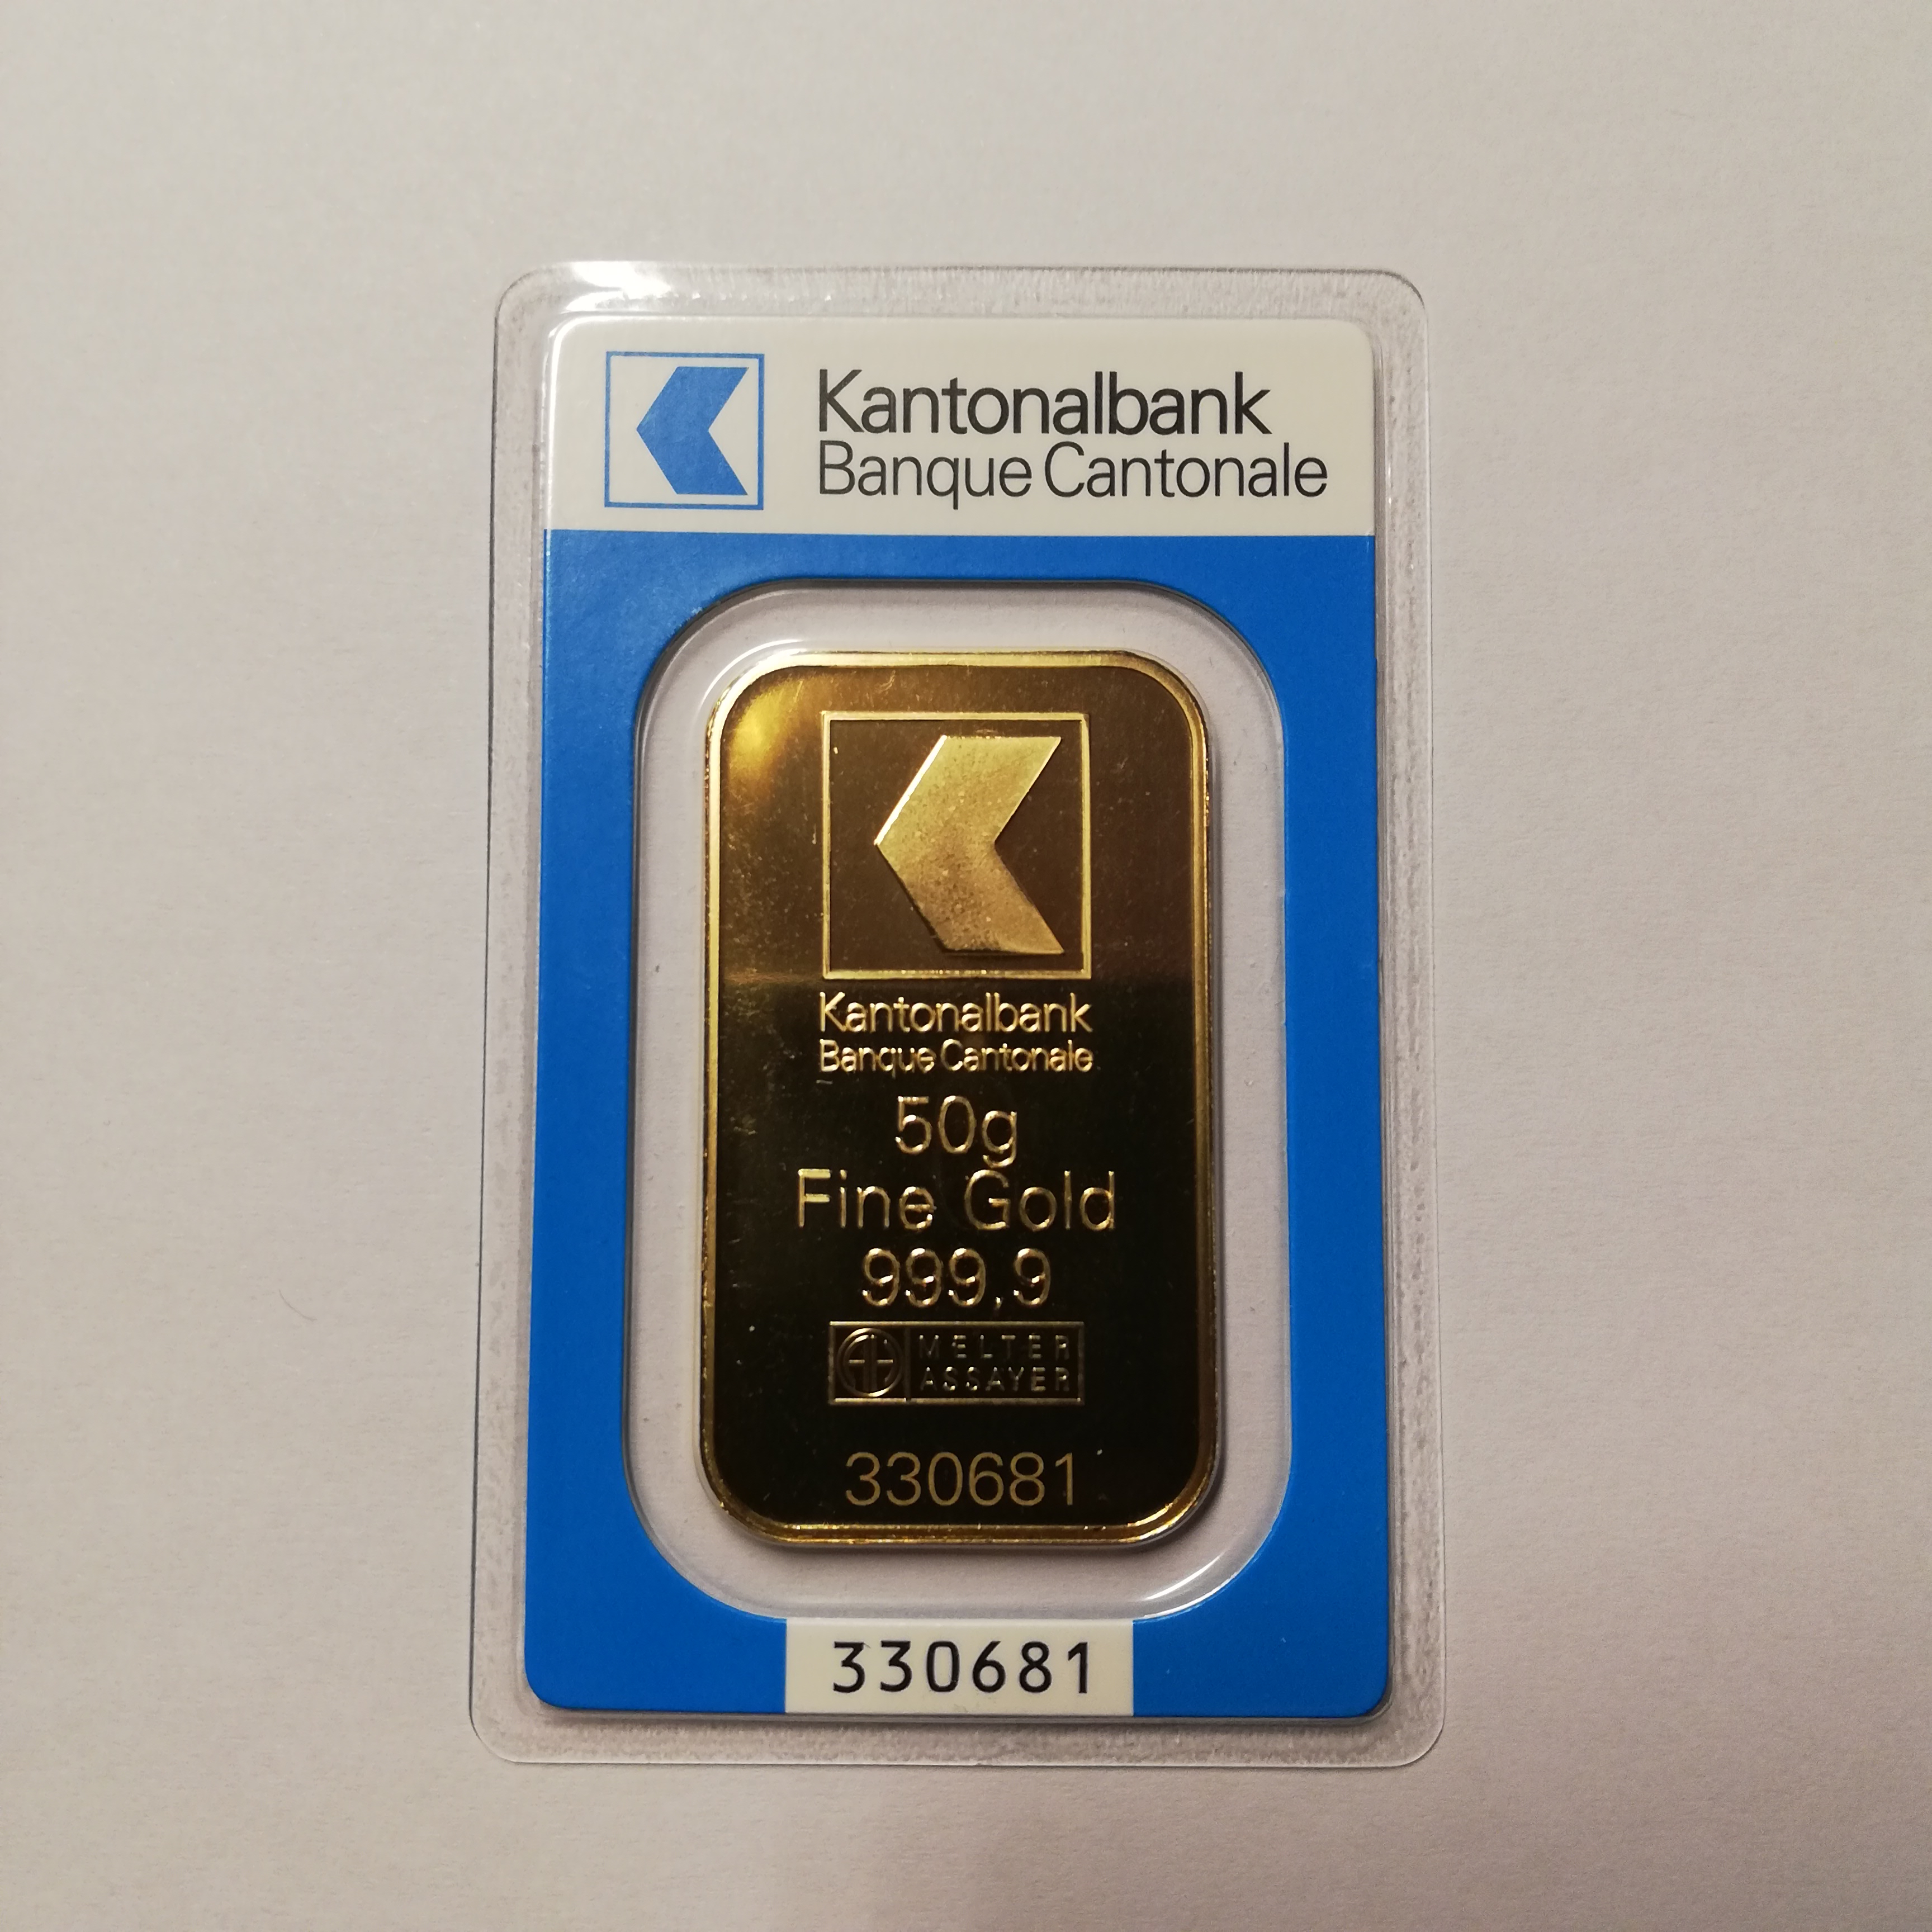 Kantonalbank
Banque Cantonale
Kantonalbank
Banque Cantonale
50g
Fine Gold
999,9
MELTER
ASSAYER
330681
330681